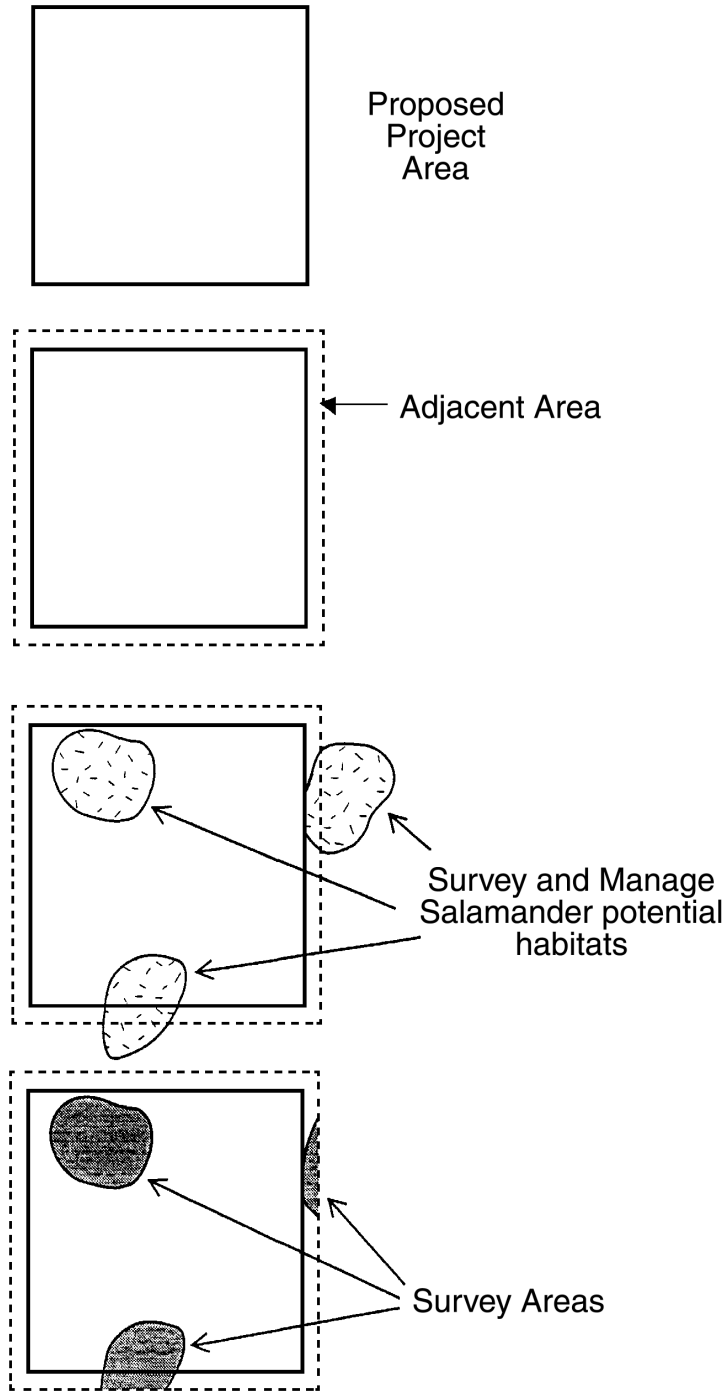 Proposed
Project
Area
Adjacent Area
Survey and Manage
Salamander potential
habitats
Survey Areas